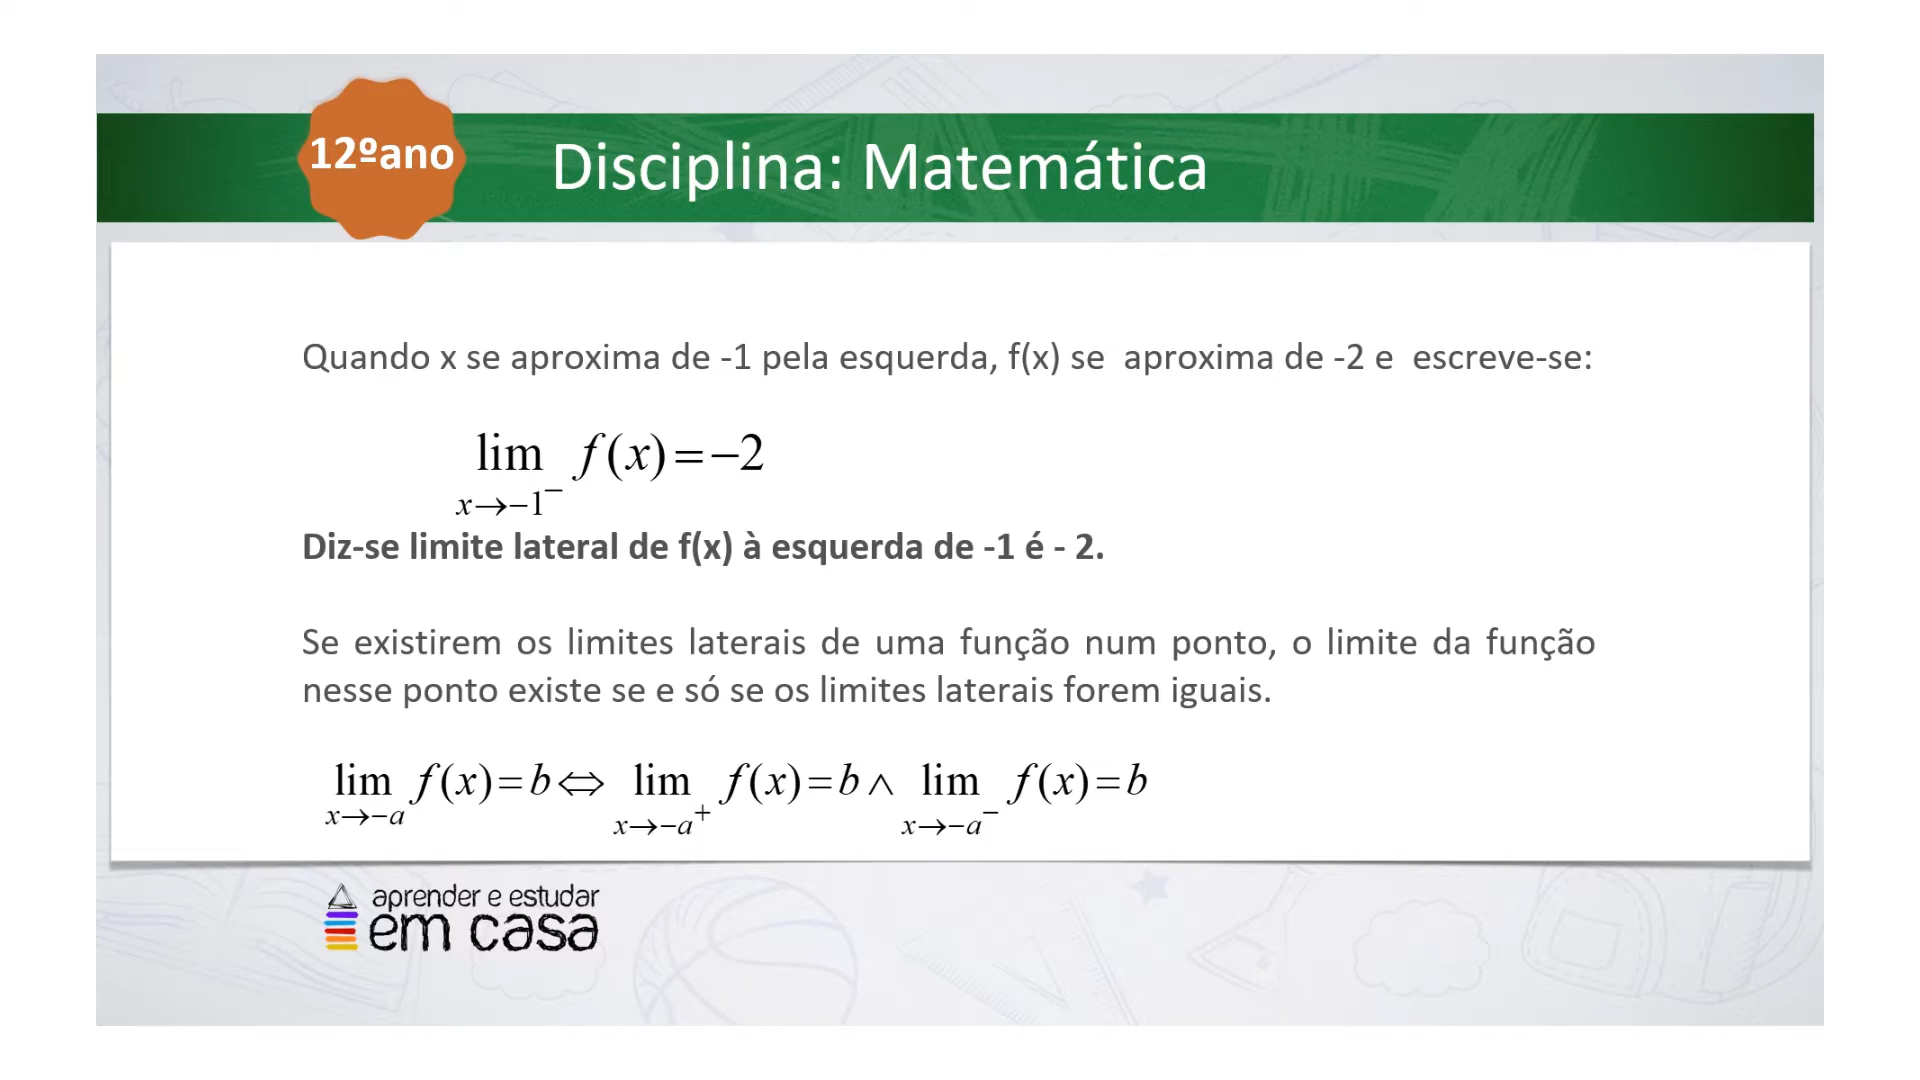 12ºano
Disciplina: Matemática
Quando x se aproxima de -1 pela esquerda, f(x) se aproxima de -2 e escreve-se:
lim f(x)=−2
x→−1⁻
Diz-se limite lateral de f(x) à esquerda de -1 é - 2.
Se existirem os limites laterais de uma função num ponto, o limite da função
nesse ponto existe se e só se os limites laterais forem iguais.
lim f(x)=b⇔ lim f(x)=b∧ lim f(x)=b
x→−a x→−a⁺ x→−a⁻
aprender e estudar
em casa